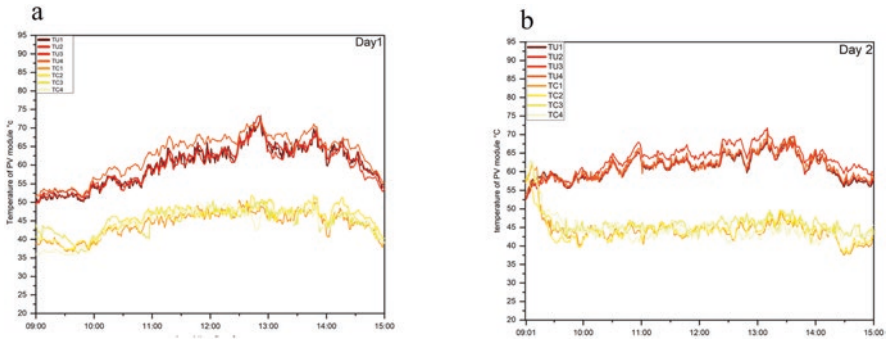 a
Day1
TU1
TU2
TU3
TU4
TC1
TC2
TC3
TC4
Temperature of PV module °c
95
90
85
80
75
70
65
60
55
50
45
40
35
30
25
20
09:00
10:00
11:00
12:00
13:00
14:00
15:00
b
Day 2
TU1
TU2
TU3
TU4
TC1
TC2
TC3
TC4
temperature of PV module °C
95
90
85
80
75
70
65
60
55
50
45
40
35
30
25
20
09:01
10:00
11:00
12:00
13:00
14:00
15:00